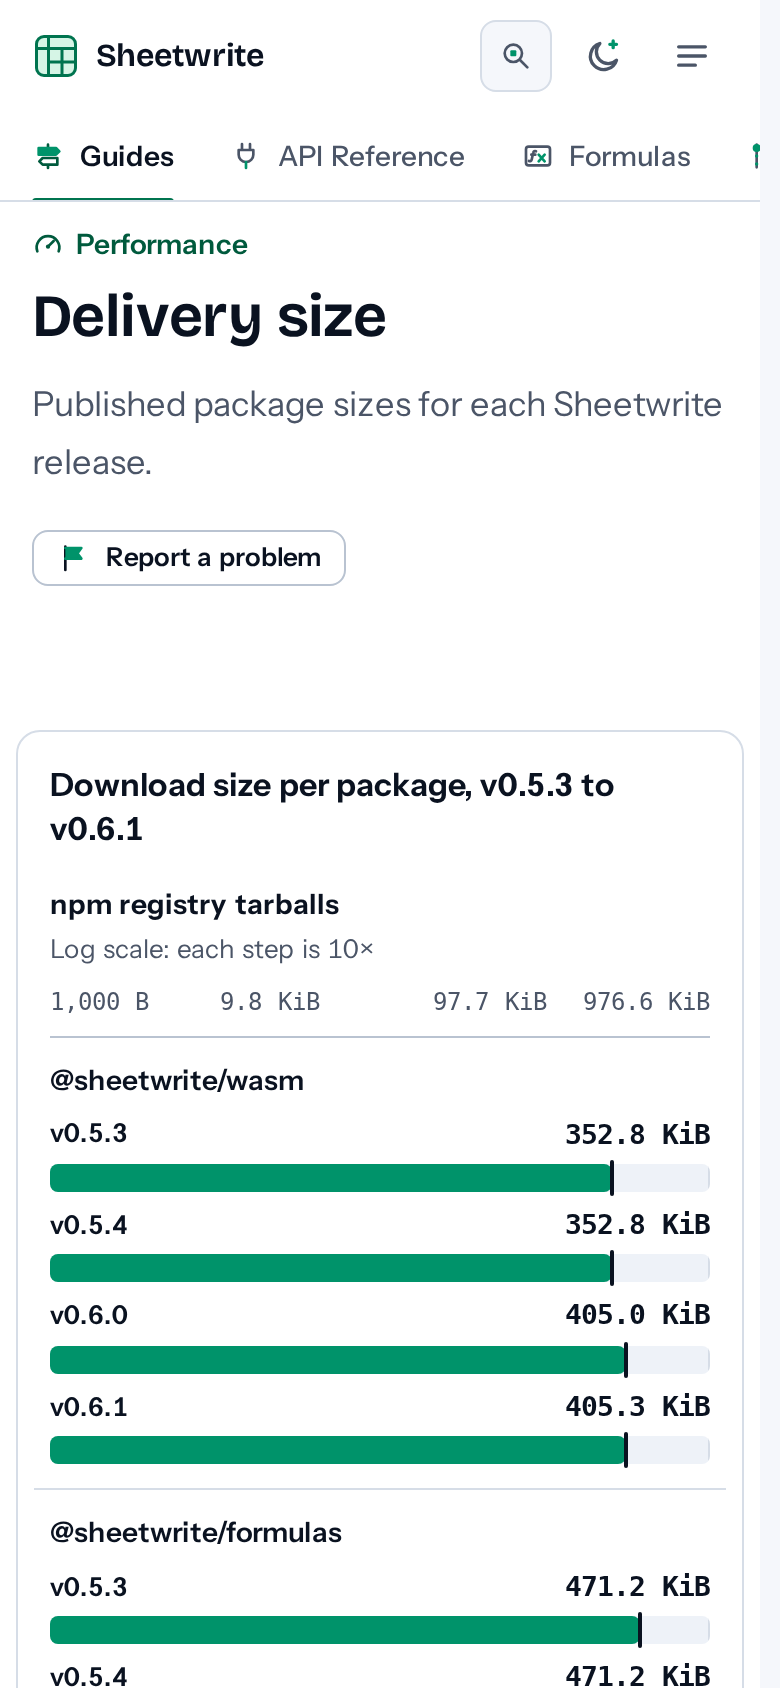 Sheetwrite
Guides
API Reference
Formulas
Performance
Delivery size
Published package sizes for each Sheetwrite
release.
Report a problem
Download size per package, v0.5.3 to
v0.6.1
npm registry tarballs
Log scale: each step is 10×
1,000 B 9.8 KiB 97.7 KiB 976.6 KiB
@sheetwrite/wasm
v0.5.3 352.8 KiB
v0.5.4 352.8 KiB
v0.6.0 405.0 KiB
v0.6.1 405.3 KiB
@sheetwrite/formulas
v0.5.3 471.2 KiB
v0.5.4 471.2 KiB